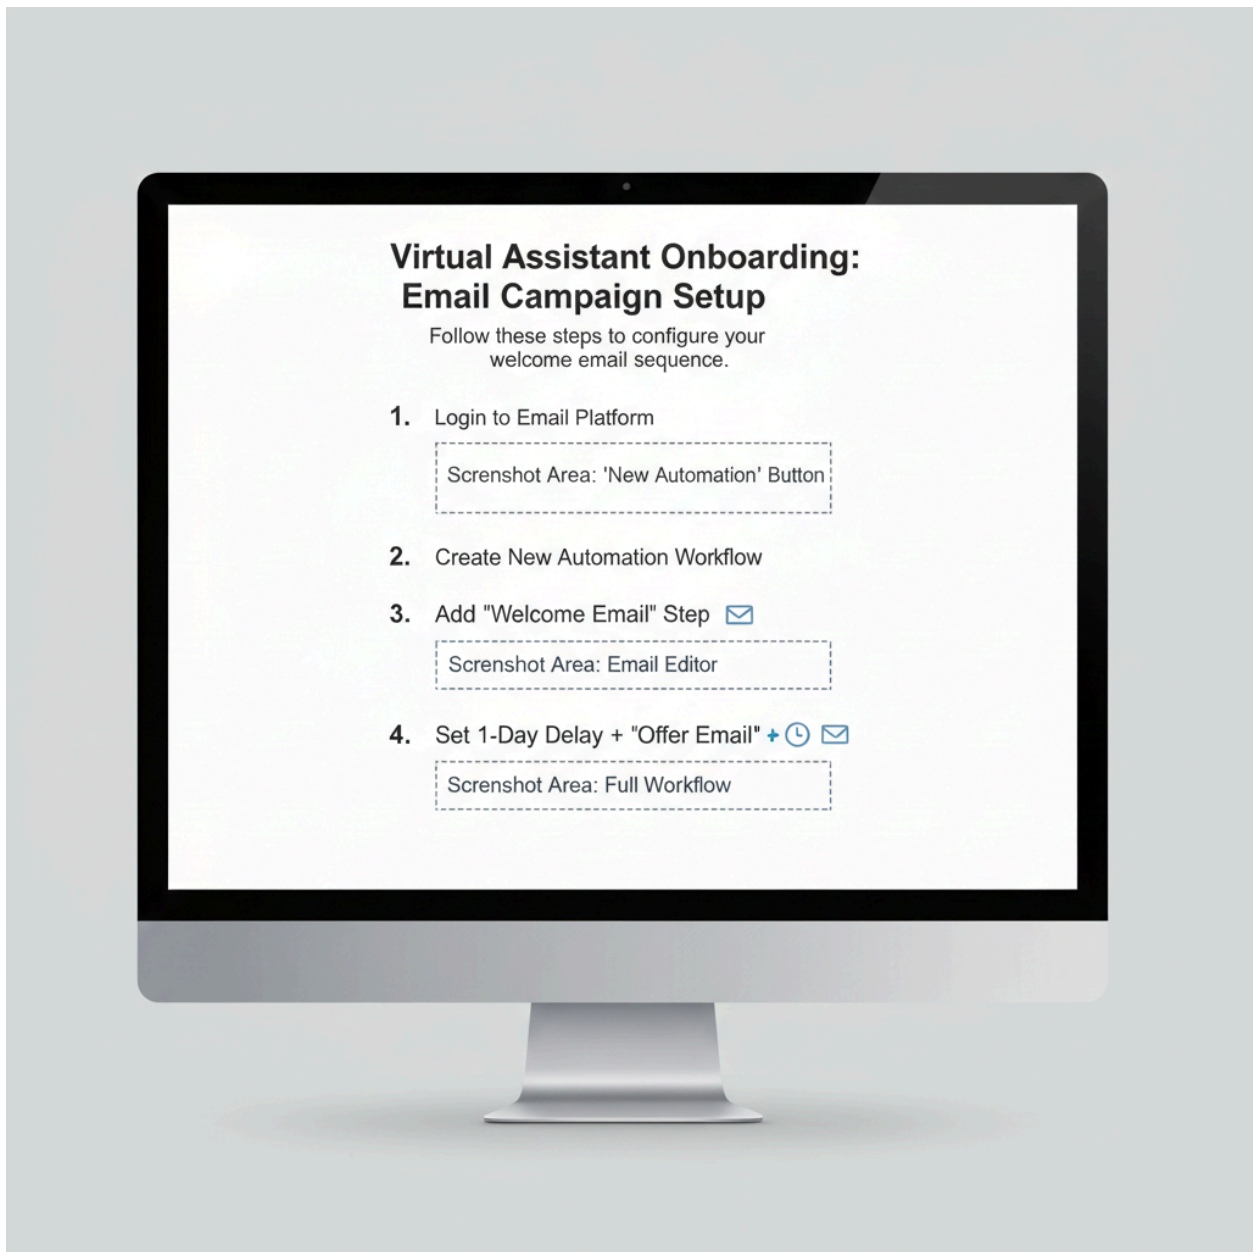 Virtual Assistant Onboarding:
Email Campaign Setup
Follow these steps to configure your
welcome email sequence.
1. Login to Email Platform
Screnshot Area: 'New Automation' Button
2. Create New Automation Workflow
3. Add "Welcome Email" Step
Screnshot Area: Email Editor
4. Set 1-Day Delay + "Offer Email" +
Screnshot Area: Full Workflow